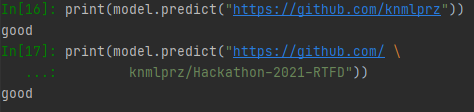 In[16]: print(model.predict("https://github.com/knmlprz"))
good
In[17]: print(model.predict("https://github.com/ \
...: knmlprz/Hackathon-2021-RTFD"))
good